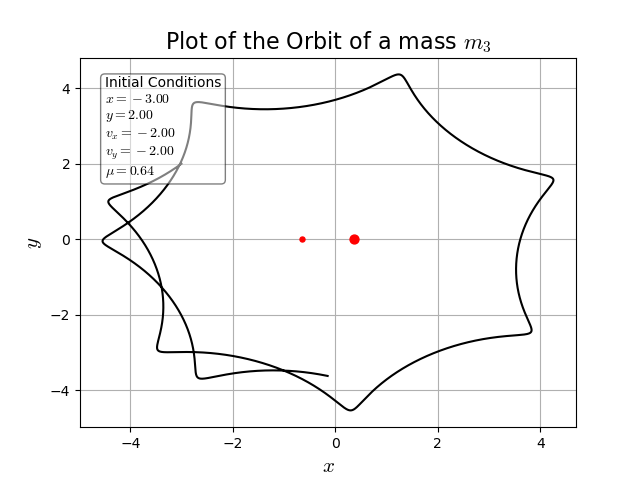 Plot of the Orbit of a mass m₃
Initial Conditions
x = −3.00
y = 2.00
vₓ = −2.00
v_y = −2.00
μ = 0.64
4
2
0
−2
−4
y
−4
−2
0
2
4
x